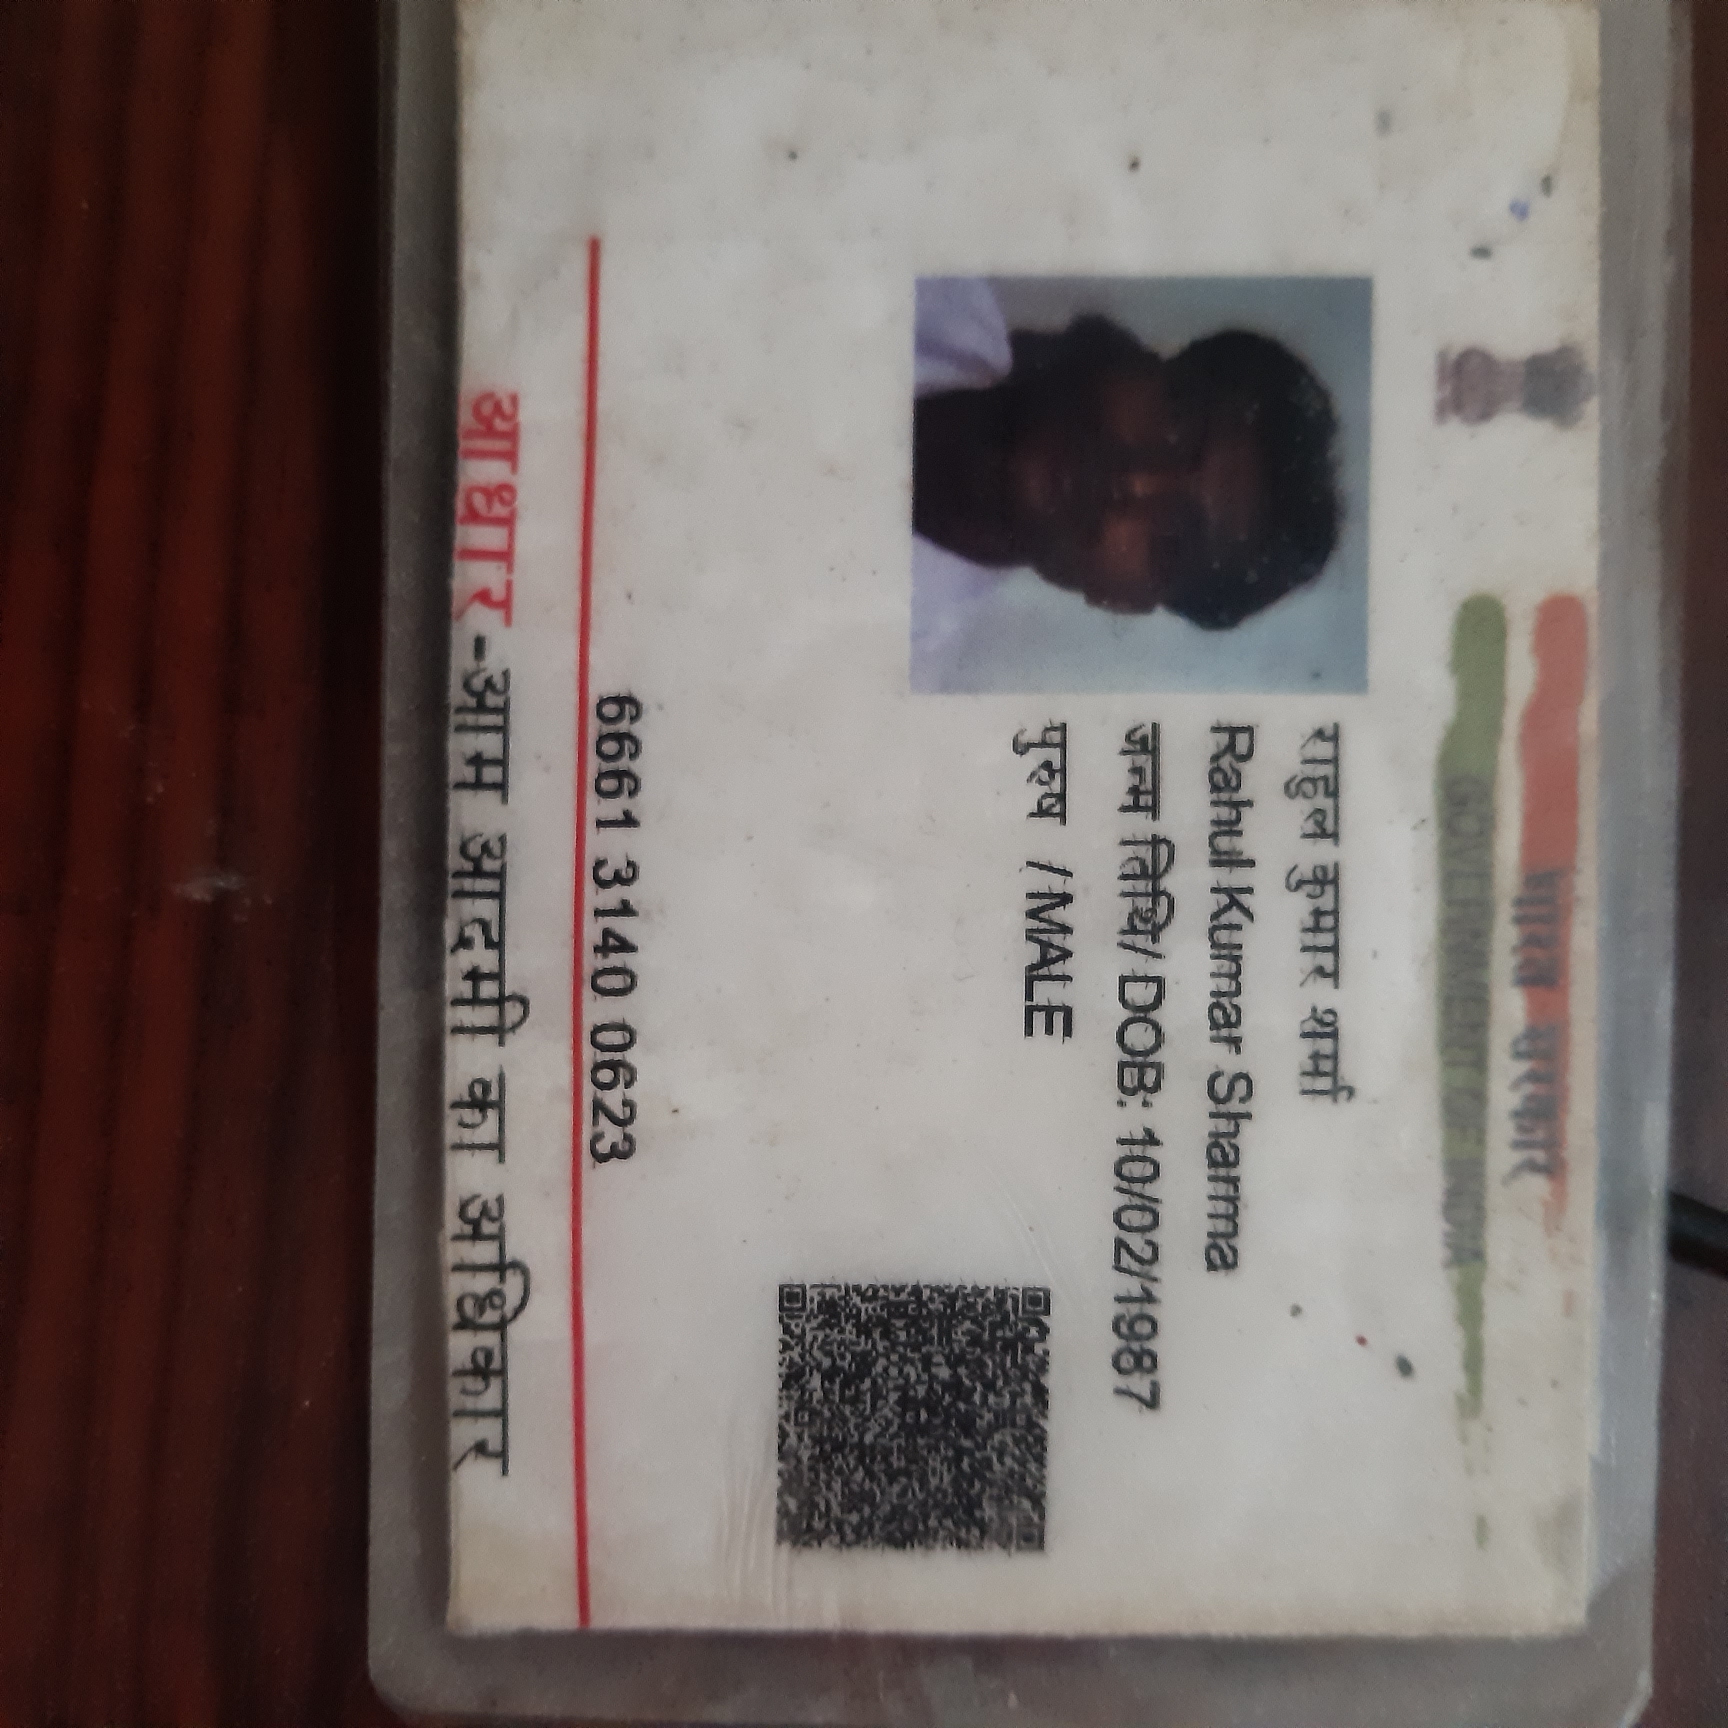 भारत सरकार
GOVERNMENT OF INDIA
राहुल कुमार शर्मा
Rahul Kumar Sharma
जन्म तिथि/ DOB: 10/02/1987
पुरुष / MALE
6661 3140 0623
आधार-आम आदमी का अधिकार